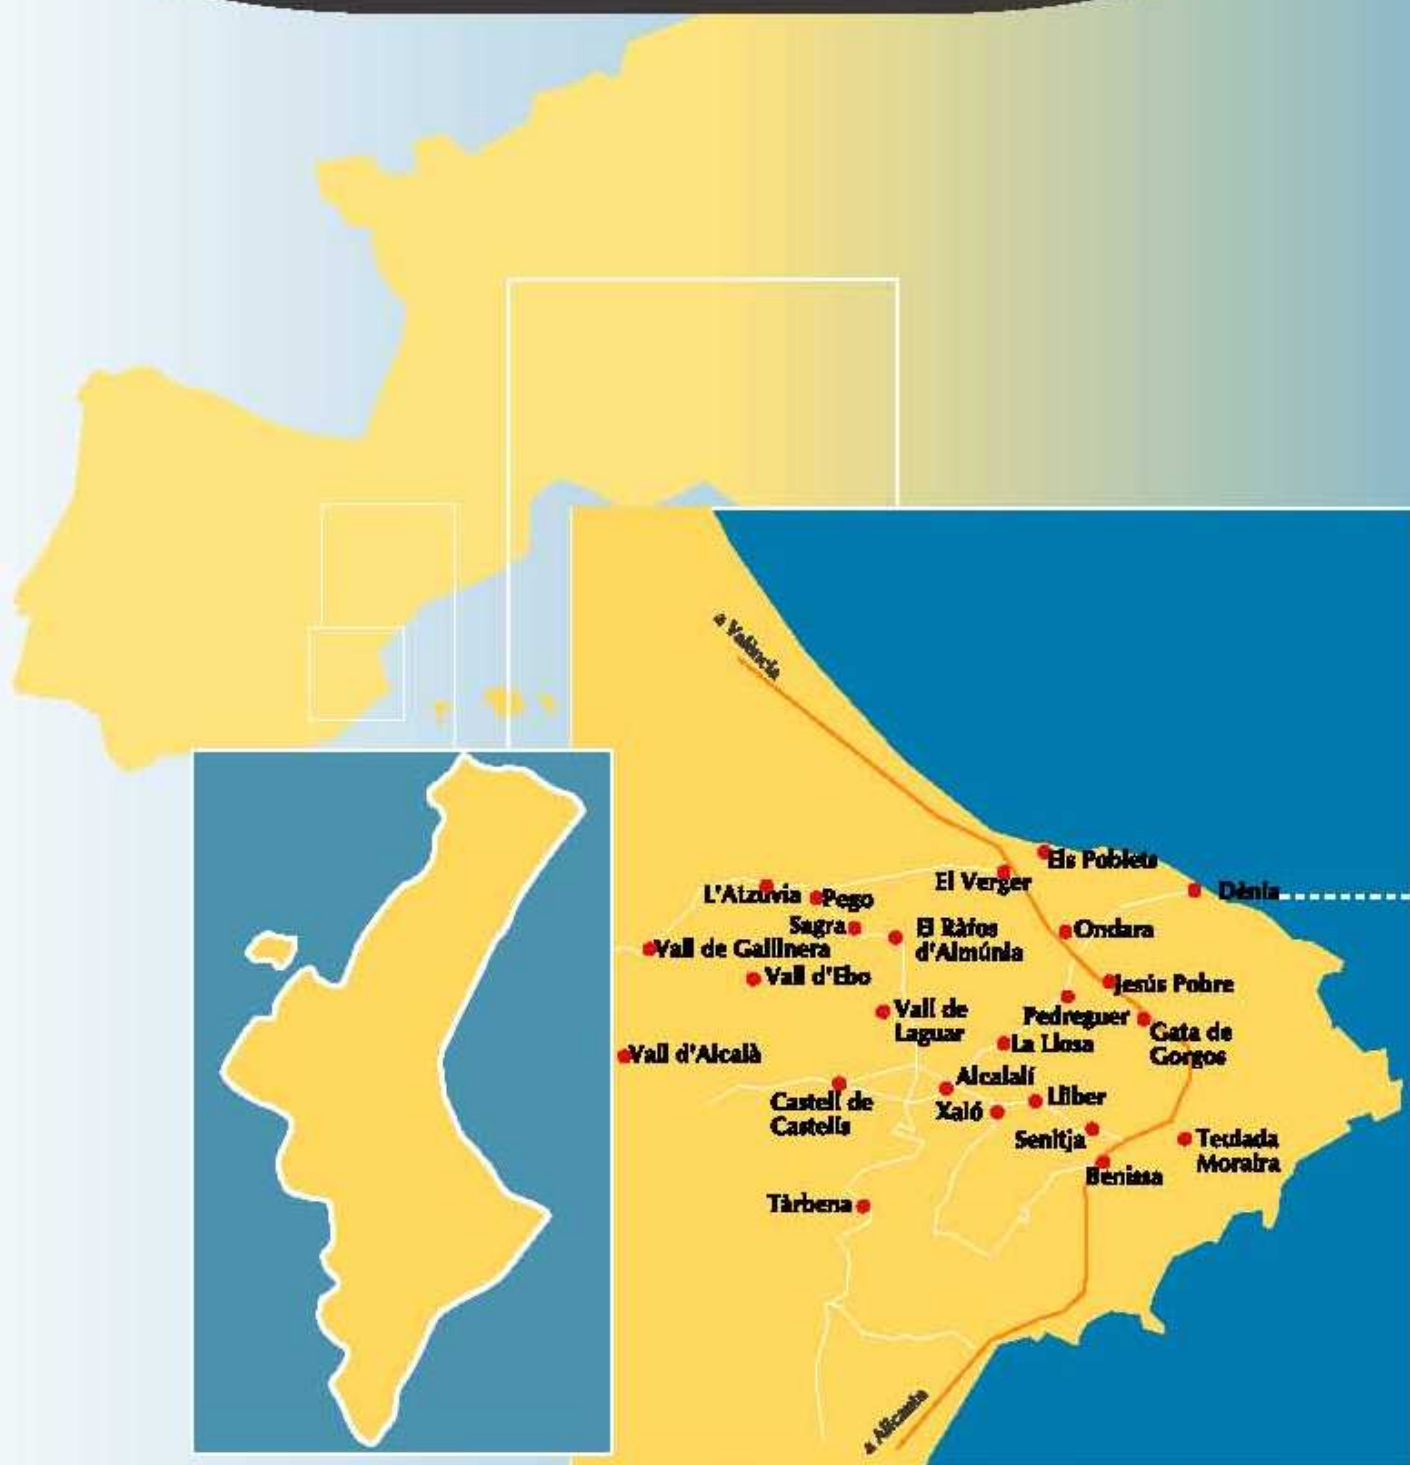 a València
Els Poblets
El Verger
L'Atzúvia
Pego
Dénia
Sagra
El Ràfos
d'Almúnia
Ondara
Vall de Gallinera
Vall d'Ebo
Jesús Pobre
Vall de
Laguar
Pedreguer
Gata de
Gorgos
La Llosa
Vall d'Alcalà
Alcalalí
Castell de
Castells
Xaló
Llíber
Senitja
Teulada
Moraira
Benissa
Tàrbena
a Alicante